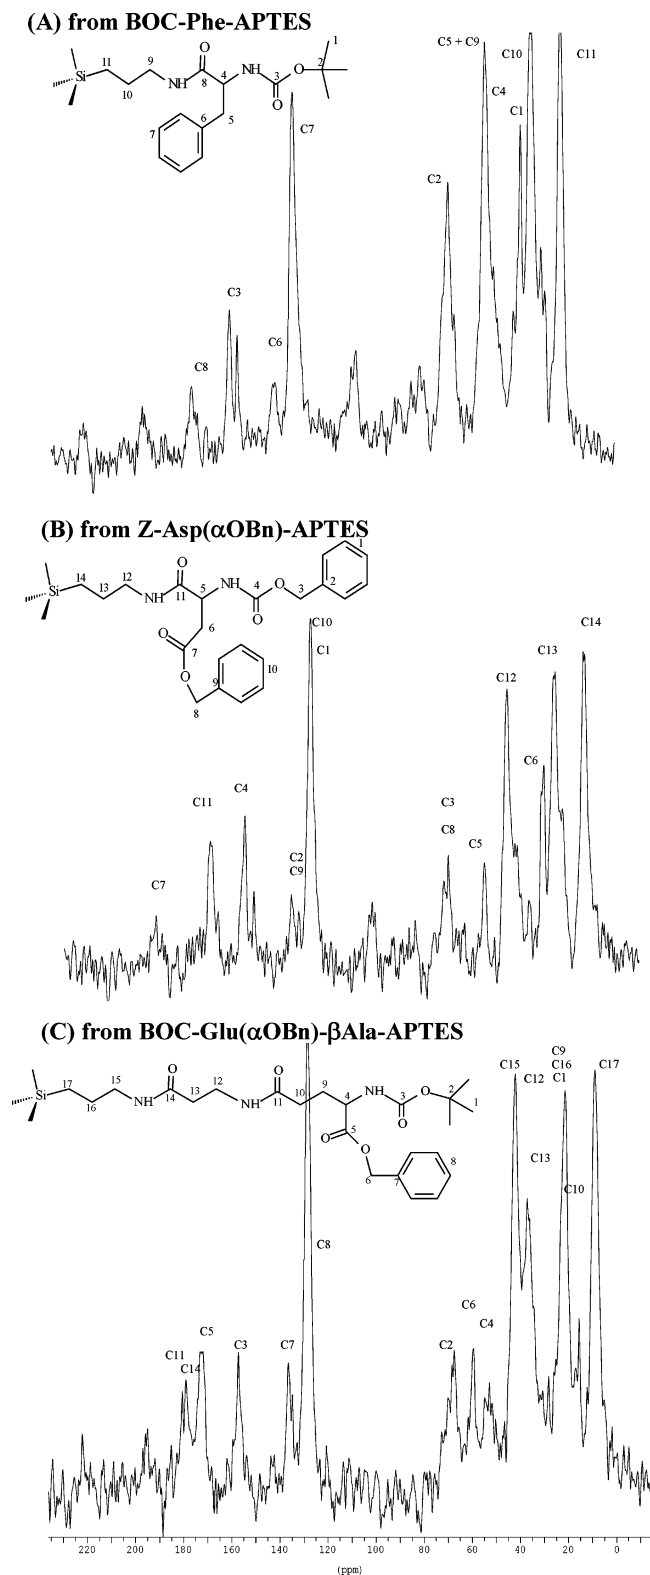 (A) from BOC-Phe-APTES
C5 + C9
C10
C11
1
O
11
9
4
NH
3
O
2
Si
8
NH
10
O
C4
C1
7
6
5
C7
C2
C3
C6
C8
(B) from Z-Asp(αOBn)-APTES
1
O
14
12
5
NH
4
O
3
2
Si
13
NH
11
O
6
O
7
O
9
10
8
C10
C1
C14
C13
C12
C6
C11
C4
C3
C8
C5
C2
C9
C7
(C) from BOC-Glu(αOBn)-βAla-APTES
C9
C15
C16
C17
C12
C1
O
O
17
15
12
9
4
NH
3
O
2
Si
16
NH
14
13
NH
11
10
O
1
O
5
O
6
7
8
C13
C10
C8
C6
C4
C5
C11
C14
C3
C7
C2
220
200
180
160
140
120
100
80
60
40
20
0
(ppm)